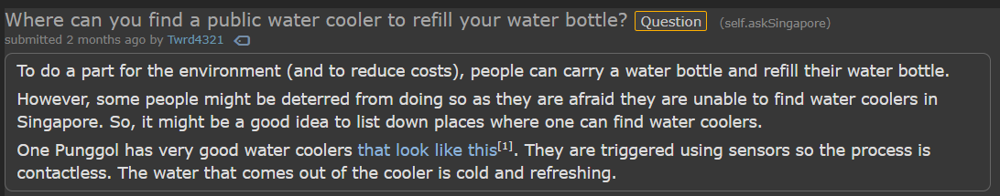 Where can you find a public water cooler to refill your water bottle? Question (self.askSingapore)
submitted 2 months ago by Twrd4321
To do a part for the environment (and to reduce costs), people can carry a water bottle and refill their water bottle.
However, some people might be deterred from doing so as they are afraid they are unable to find water coolers in
Singapore. So, it might be a good idea to list down places where one can find water coolers.
One Punggol has very good water coolers that look like this[1]. They are triggered using sensors so the process is
contactless. The water that comes out of the cooler is cold and refreshing.